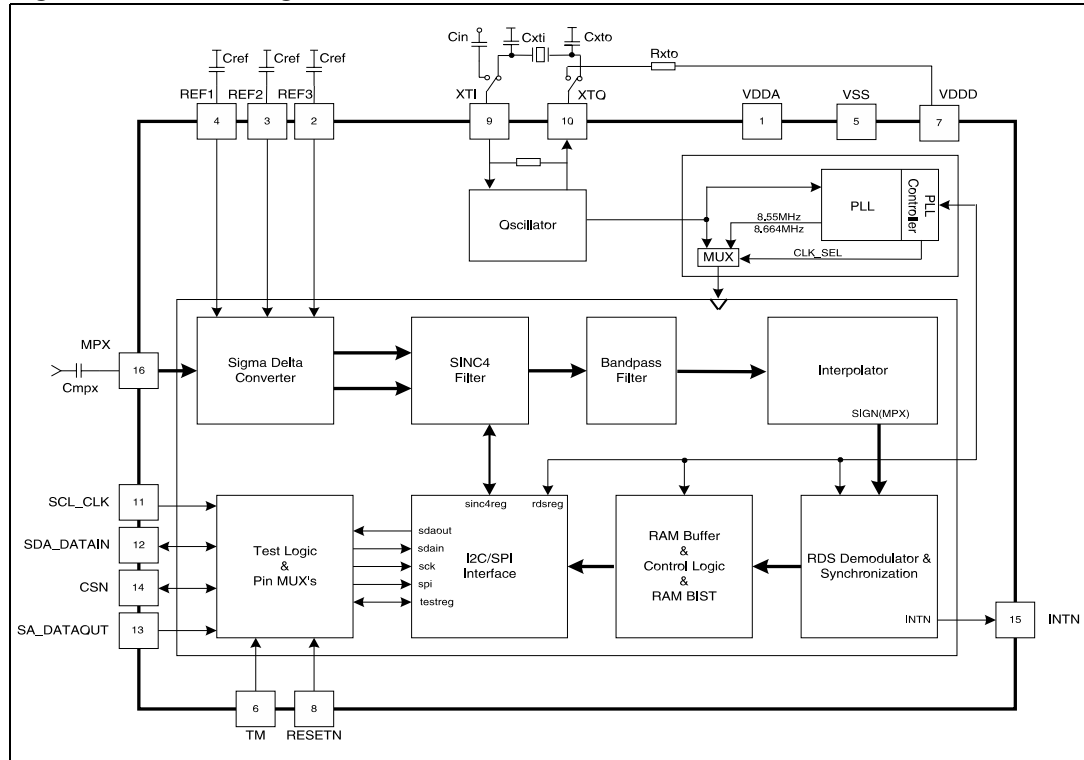 Cin
Cxti
Cxto
Cref
Cref
Cref
Rxto
REF1
REF2
REF3
XTI
XTO
VDDA
VSS
VDDD
4
3
2
9
10
1
5
7
Oscillator
PLL
PLL
Controller
8.55MHz
8.664MHz
MUX
CLK_SEL
MPX
16
Cmpx
Sigma Delta
Converter
SINC4
Filter
Bandpass
Filter
Interpolator
SIGN(MPX)
SCL_CLK
11
SDA_DATAIN
12
CSN
14
SA_DATAOUT
13
Test Logic
&
Pin MUX's
sinc4reg
rdsreg
sdaout
sdain
sck
spi
testreg
I2C/SPI
Interface
RAM Buffer
&
Control Logic
&
RAM BIST
RDS Demodulator &
Synchronization
INTN
15
INTN
6
8
TM
RESETN